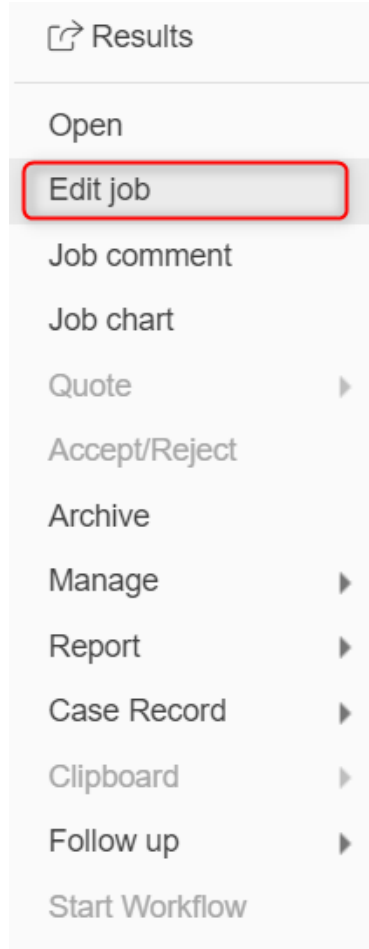 Results
Open
Edit job
Job comment
Job chart
Quote
Accept/Reject
Archive
Manage
Report
Case Record
Clipboard
Follow up
Start Workflow